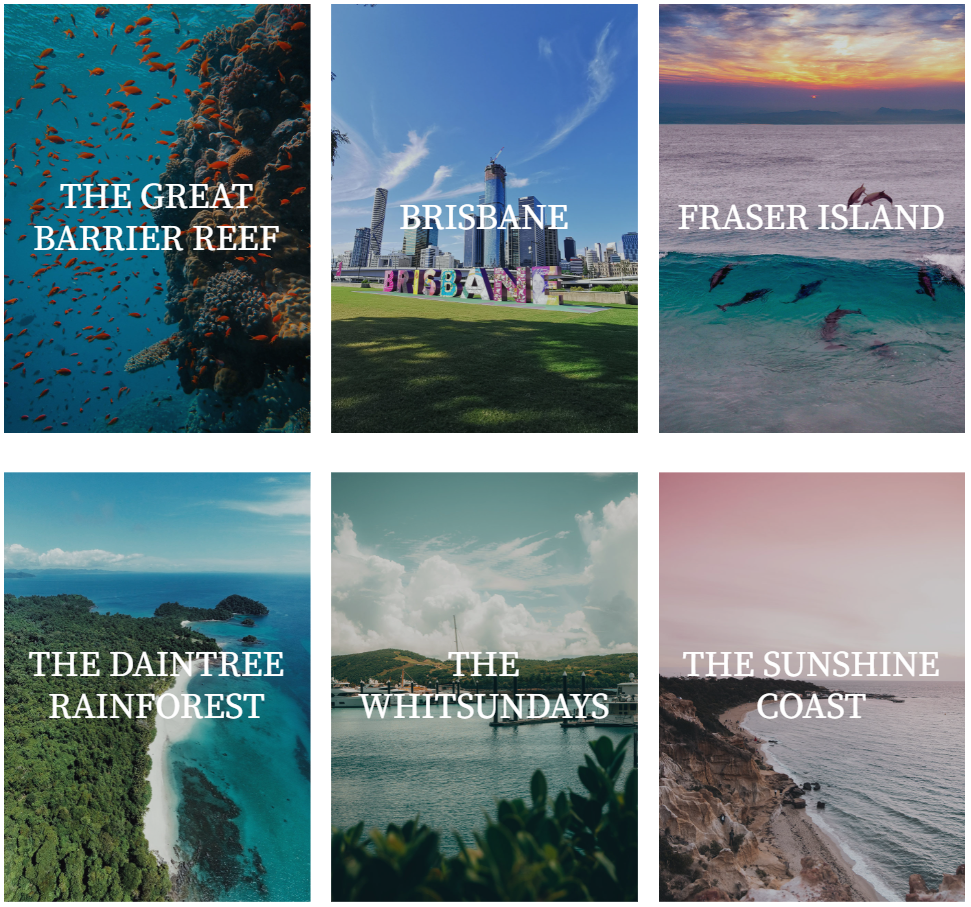 THE GREAT
BARRIER REEF
BRISBANE
BRISBANE
FRASER ISLAND
THE DAINTREE
RAINFOREST
THE
WHITSUNDAYS
THE SUNSHINE
COAST